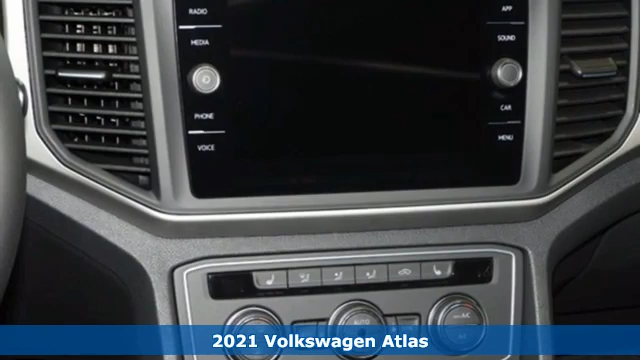 RADIO
APP
MEDIA
SOUND
PHONE
CAR
VOICE
MENU
AUTO
A/C
2021 Volkswagen Atlas